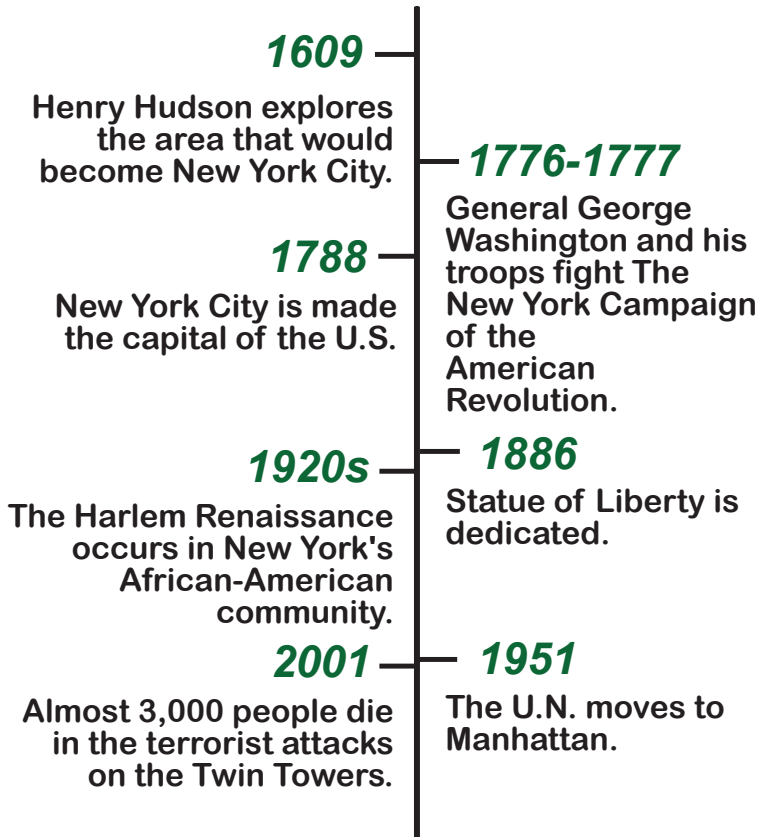 1609
Henry Hudson explores
the area that would
become New York City.
1776-1777
General George
Washington and his
troops fight The
New York Campaign
of the
American
Revolution.
1788
New York City is made
the capital of the U.S.
1886
Statue of Liberty is
dedicated.
1920s
The Harlem Renaissance
occurs in New York's
African-American
community.
1951
The U.N. moves to
Manhattan.
2001
Almost 3,000 people die
in the terrorist attacks
on the Twin Towers.